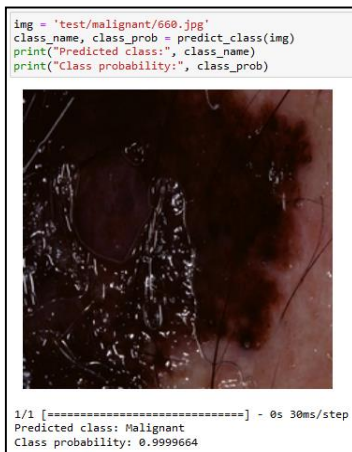 img = 'test/malignant/660.jpg'
class_name, class_prob = predict_class(img)
print("Predicted class:", class_name)
print("Class probability:", class_prob)
1/1 [==============================] - 0s 30ms/step
Predicted class: Malignant
Class probability: 0.9999664